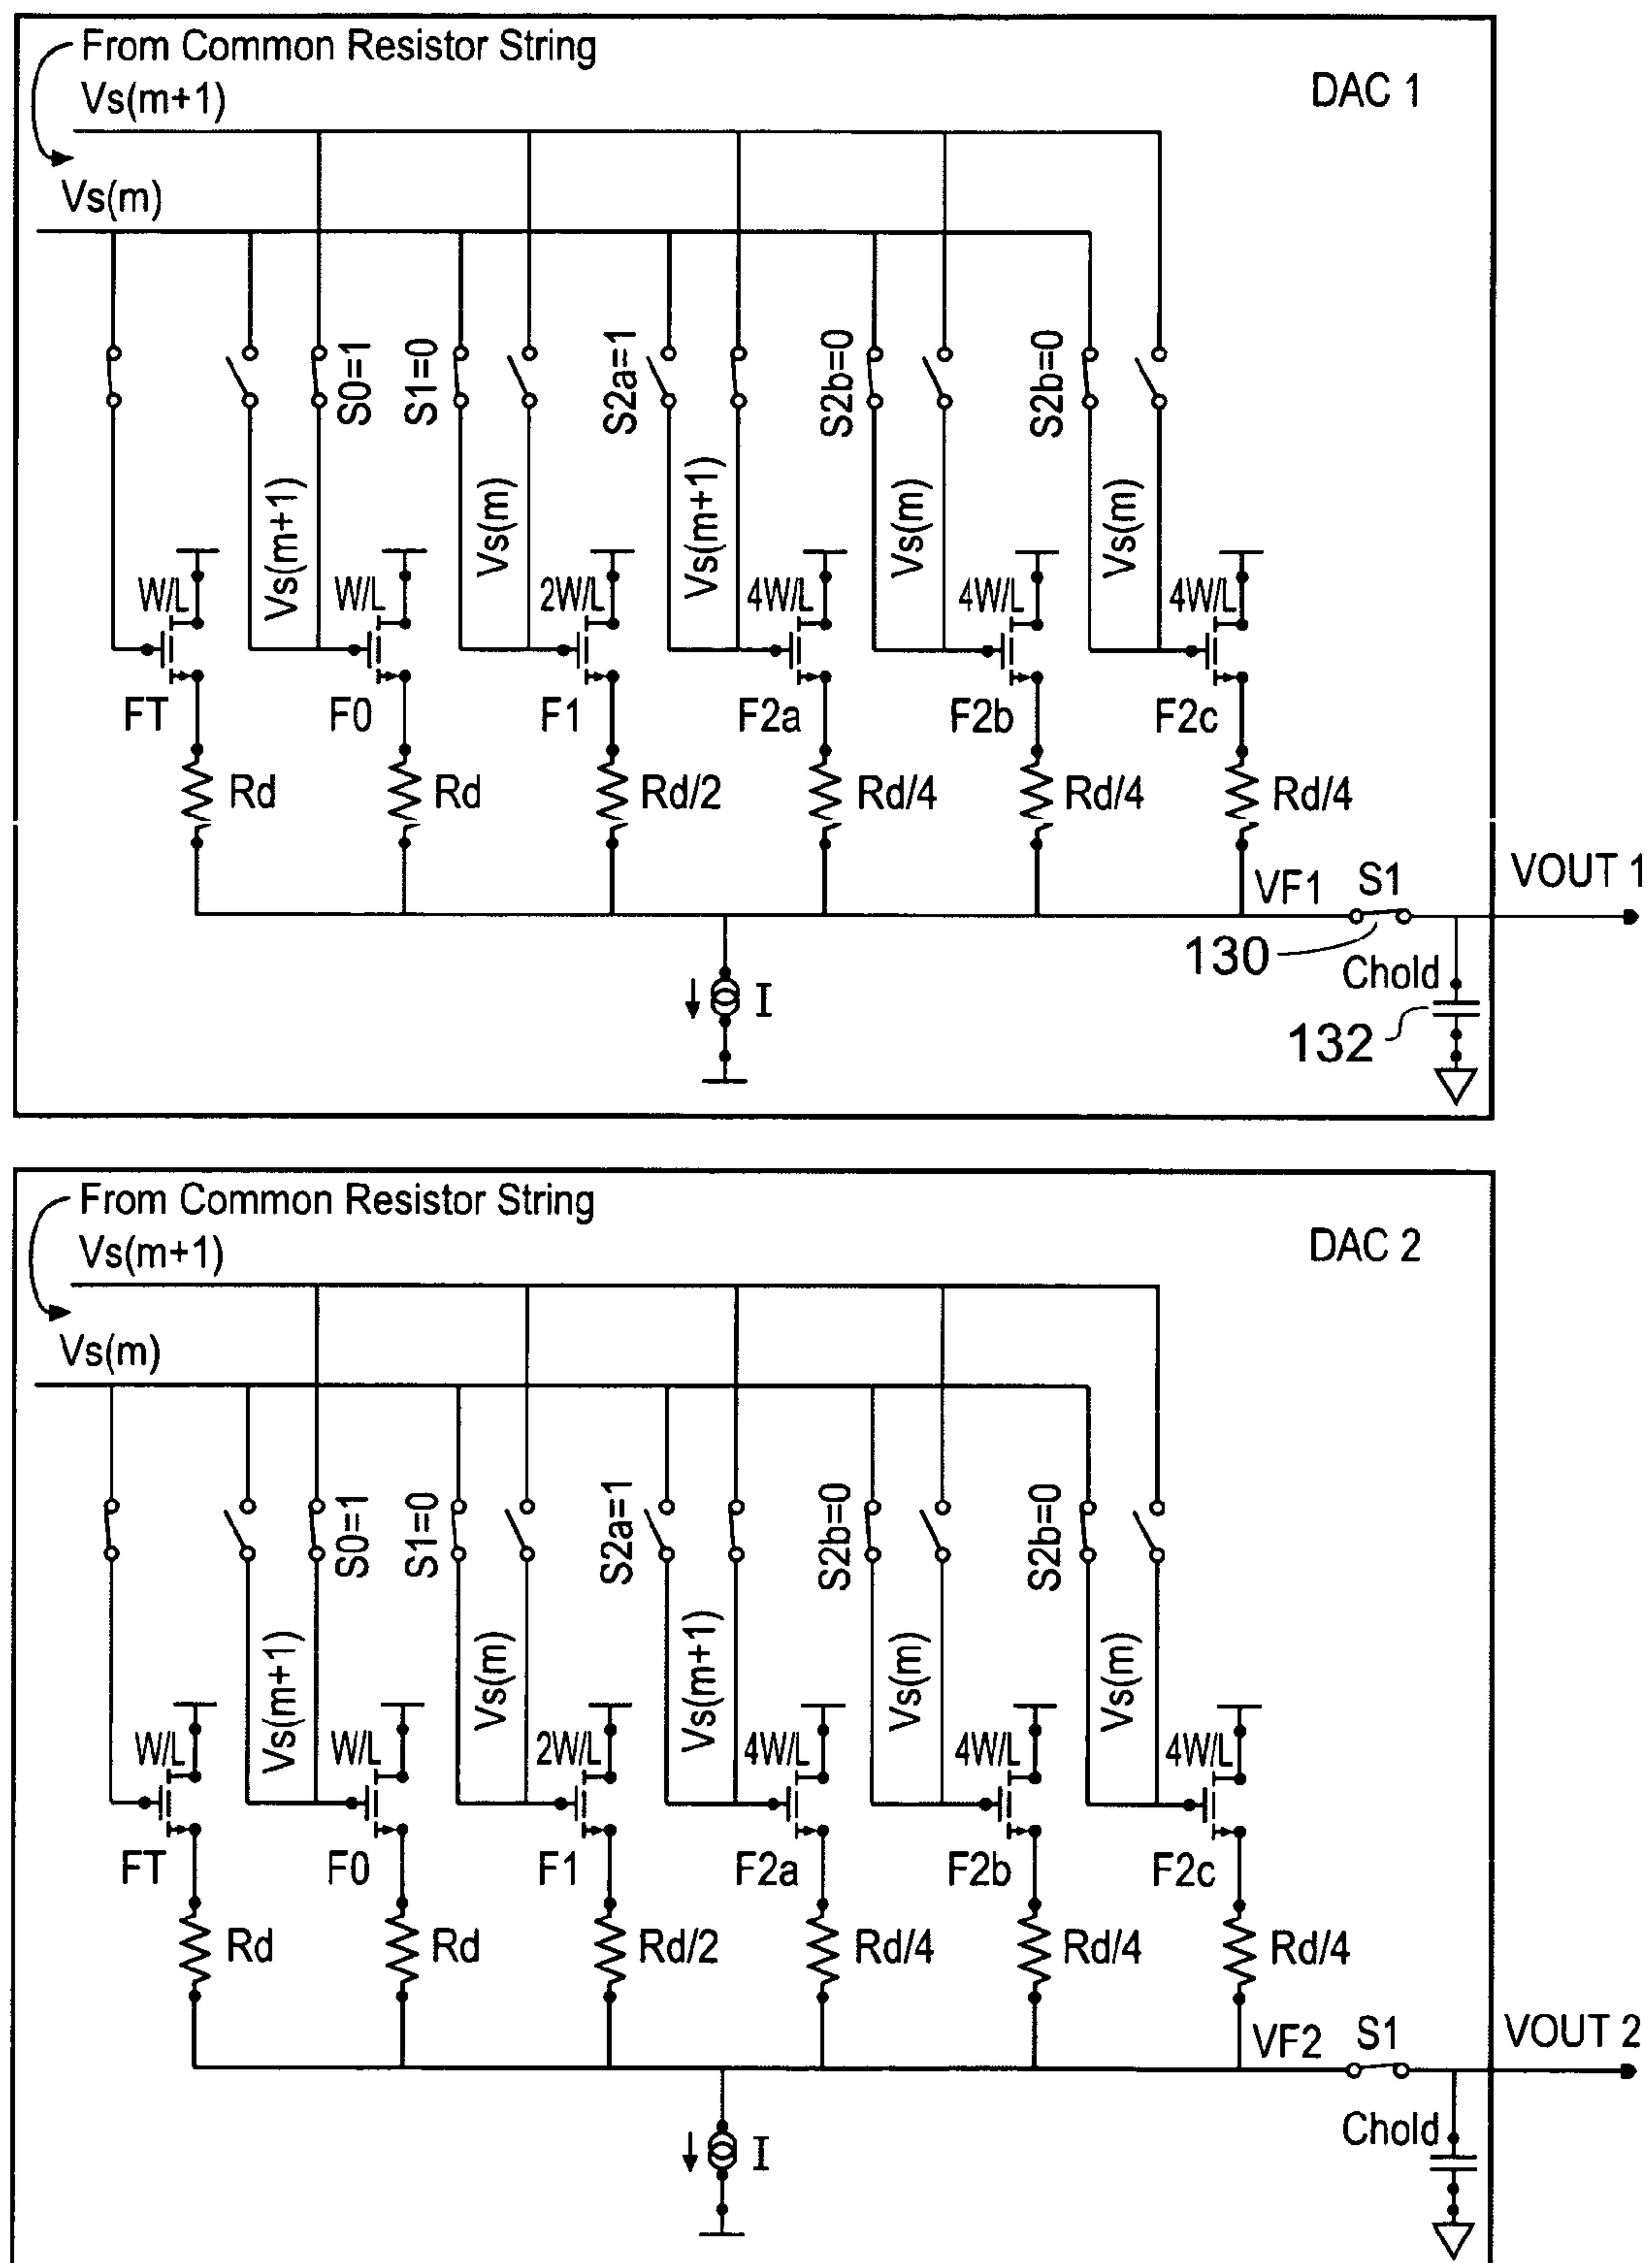 From Common Resistor String
DAC 1
Vs(m+1)
Vs(m)
S0=1
S1=0
S2a=1
S2b=0
S2b=0
Vs(m+1)
Vs(m)
Vs(m+1)
Vs(m)
Vs(m)
W/L
W/L
2W/L
4W/L
4W/L
4W/L
FT
F0
F1
F2a
F2b
F2c
Rd
Rd
Rd/2
Rd/4
Rd/4
Rd/4
VF1
S1
VOUT 1
130
Chold
I
132
From Common Resistor String
DAC 2
Vs(m+1)
Vs(m)
S0=1
S1=0
S2a=1
S2b=0
S2b=0
Vs(m+1)
Vs(m)
Vs(m+1)
Vs(m)
Vs(m)
W/L
W/L
2W/L
4W/L
4W/L
4W/L
FT
F0
F1
F2a
F2b
F2c
Rd
Rd
Rd/2
Rd/4
Rd/4
Rd/4
VF2
S1
VOUT 2
Chold
I